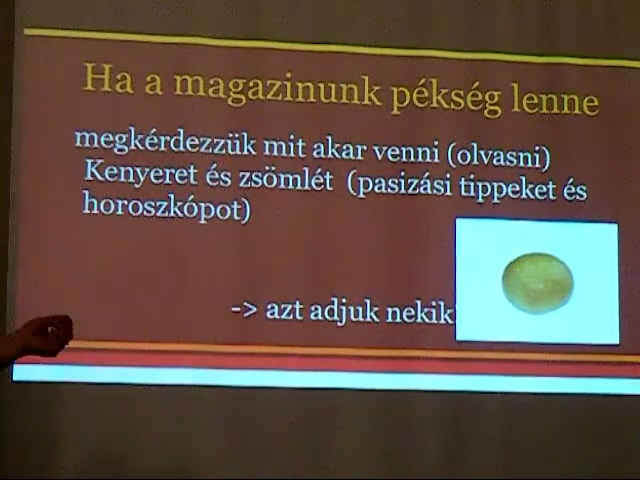 Ha a magazinunk pékség lenne
megkérdezzük mit akar venni (olvasni)
Kenyeret és zsömlét (pasizási tippeket és
horoszkópot)
-> azt adjuk nekik